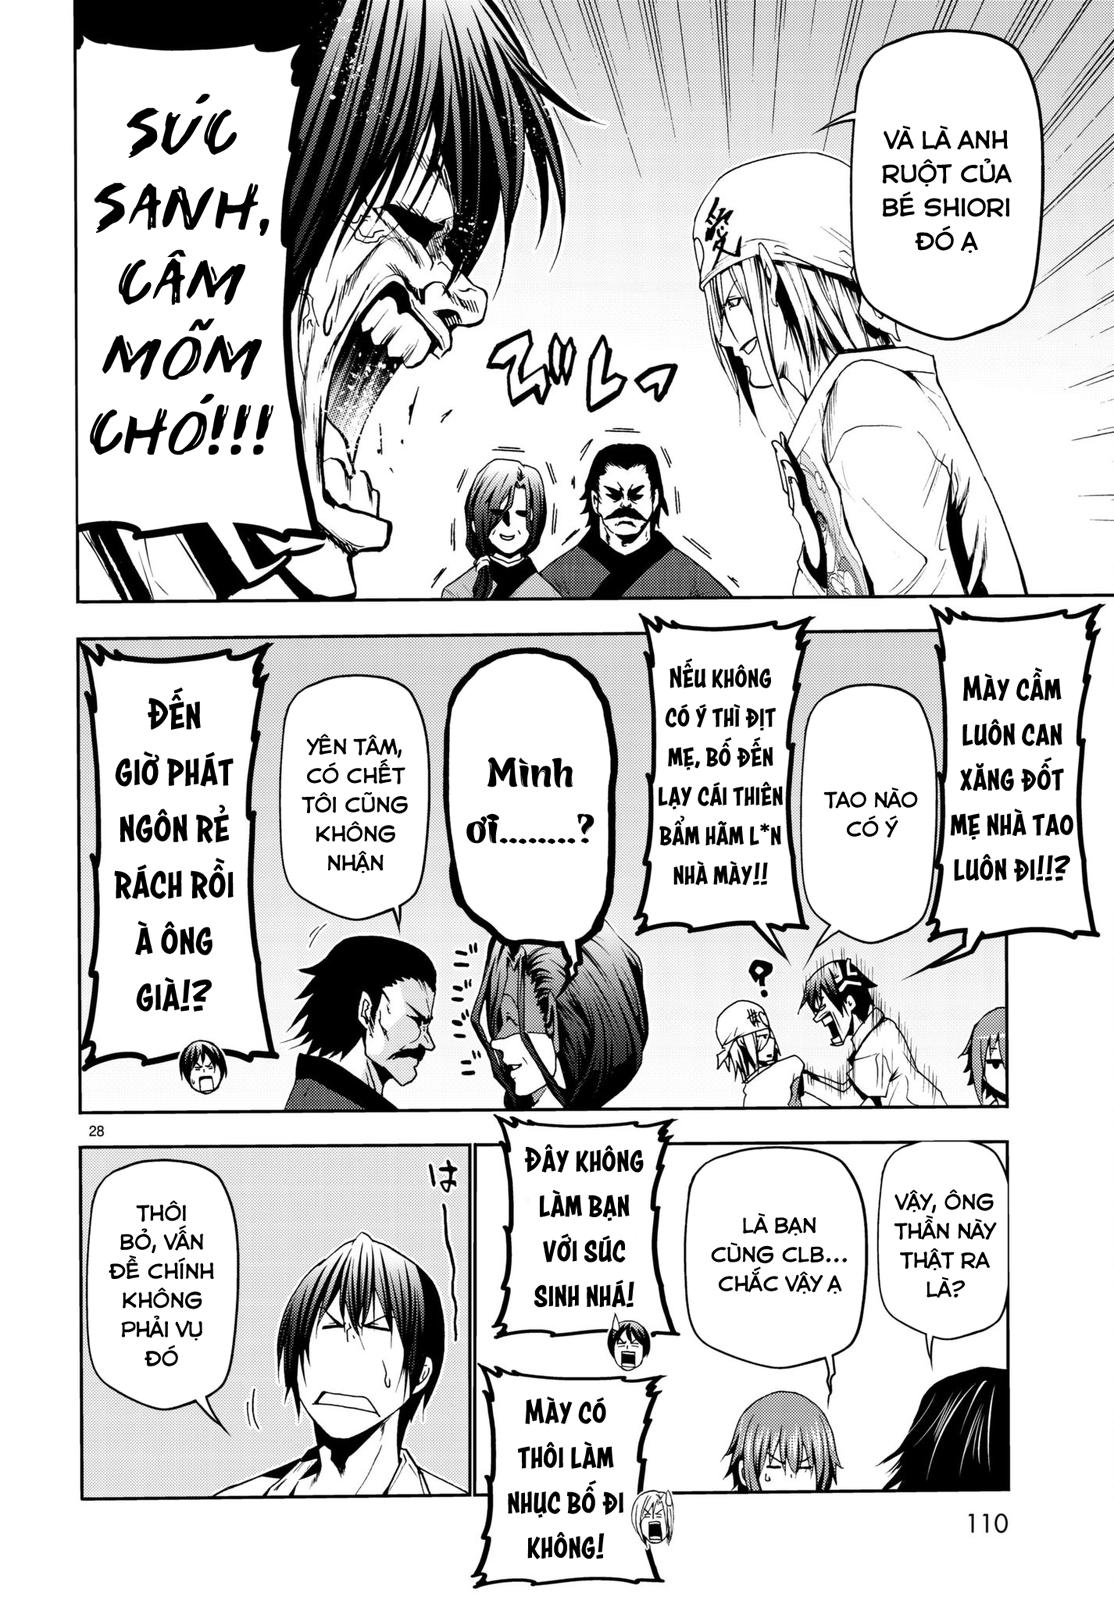 VÀ LÀ ANH
RUỘT CỦA
BÉ SHIORI
ĐÓ Ạ
SÚC
SANH,
CÂM
MÕM
CHÓ!!!
MÀY CẦM
LUÔN CAN
XĂNG ĐỐT
MẸ NHÀ TAO
LUÔN ĐI!!?
TAO NÀO
CÓ Ý
NẾU KHÔNG
CÓ Ý THÌ ĐỊT
MẸ, BỐ ĐẾN
LẠY CÁI THIÊN
BẨM HÃM L*N
NHÀ MÀY!!
?
Mình
ơi.........?
YÊN TÂM,
CÓ CHẾT
TÔI CŨNG
KHÔNG
NHẬN
ĐẾN
GIỜ PHÁT
NGÔN RẺ
RÁCH RỒI
À ÔNG
GIÀ!?
28
VẬY, ÔNG
THẦN NÀY
THẬT RA
LÀ?
LÀ BẠN
CÙNG CLB...
CHẮC VẬY Ạ
ĐÂY KHÔNG
LÀM BẠN
VỚI SÚC
SINH NHÁ!
MÀY CÓ
THÔI LÀM
NHỤC BỐ ĐI
KHÔNG!
は
THÔI
BỎ, VẤN
ĐỀ CHÍNH
KHÔNG
PHẢI VỤ
ĐÓ
110